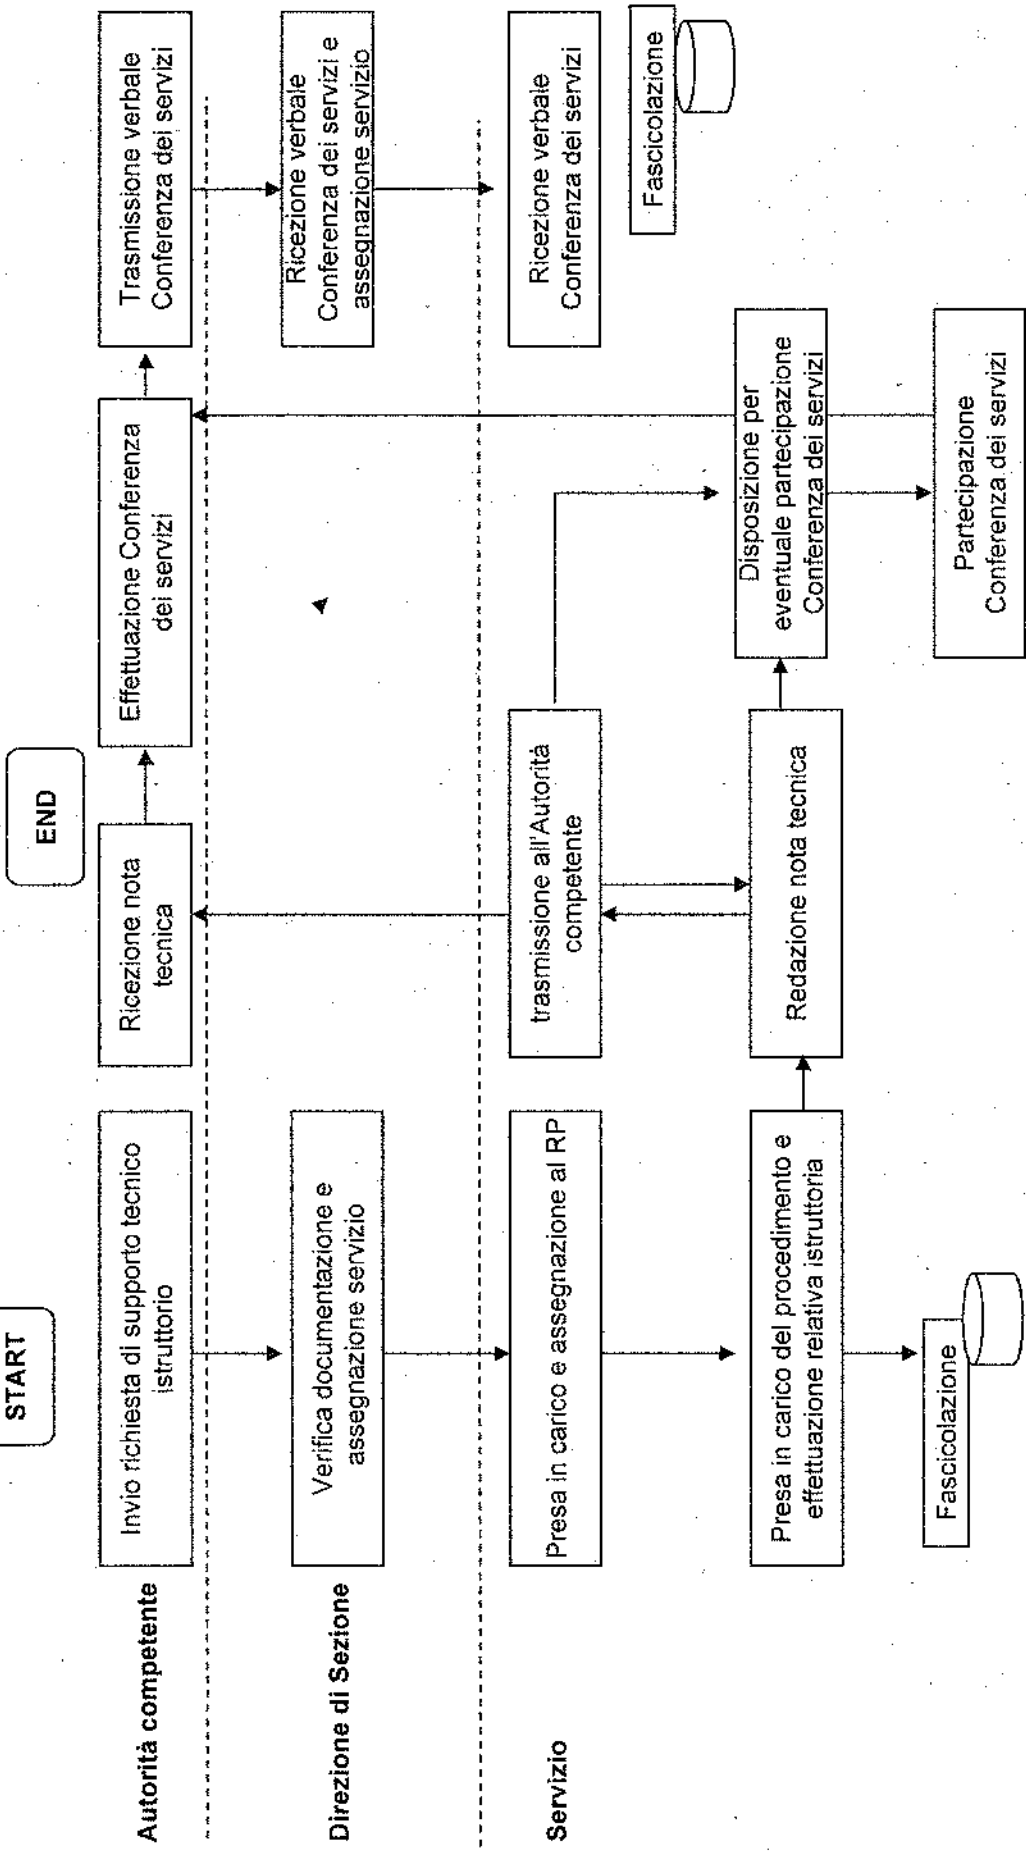 START
END
Autorità competente
Invio richiesta di supporto tecnico
istruttorio
Ricezione nota
tecnica
Effettuazione Conferenza
dei servizi
Trasmissione verbale
Conferenza dei servizi
Direzione di Sezione
Verifica documentazione e
assegnazione servizio
Ricezione verbale
Conferenza dei servizi e
assegnazione servizio
Servizio
Presa in carico e assegnazione al RP
trasmissione all'Autorità
competente
Ricezione verbale
Conferenza dei servizi
Fascicolazione
Presa in carico del procedimento e
effettuazione relativa istruttoria
Redazione nota tecnica
Disposizione per
eventuale partecipazione
Conferenza dei servizi
Fascicolazione
Partecipazione
Conferenza dei servizi